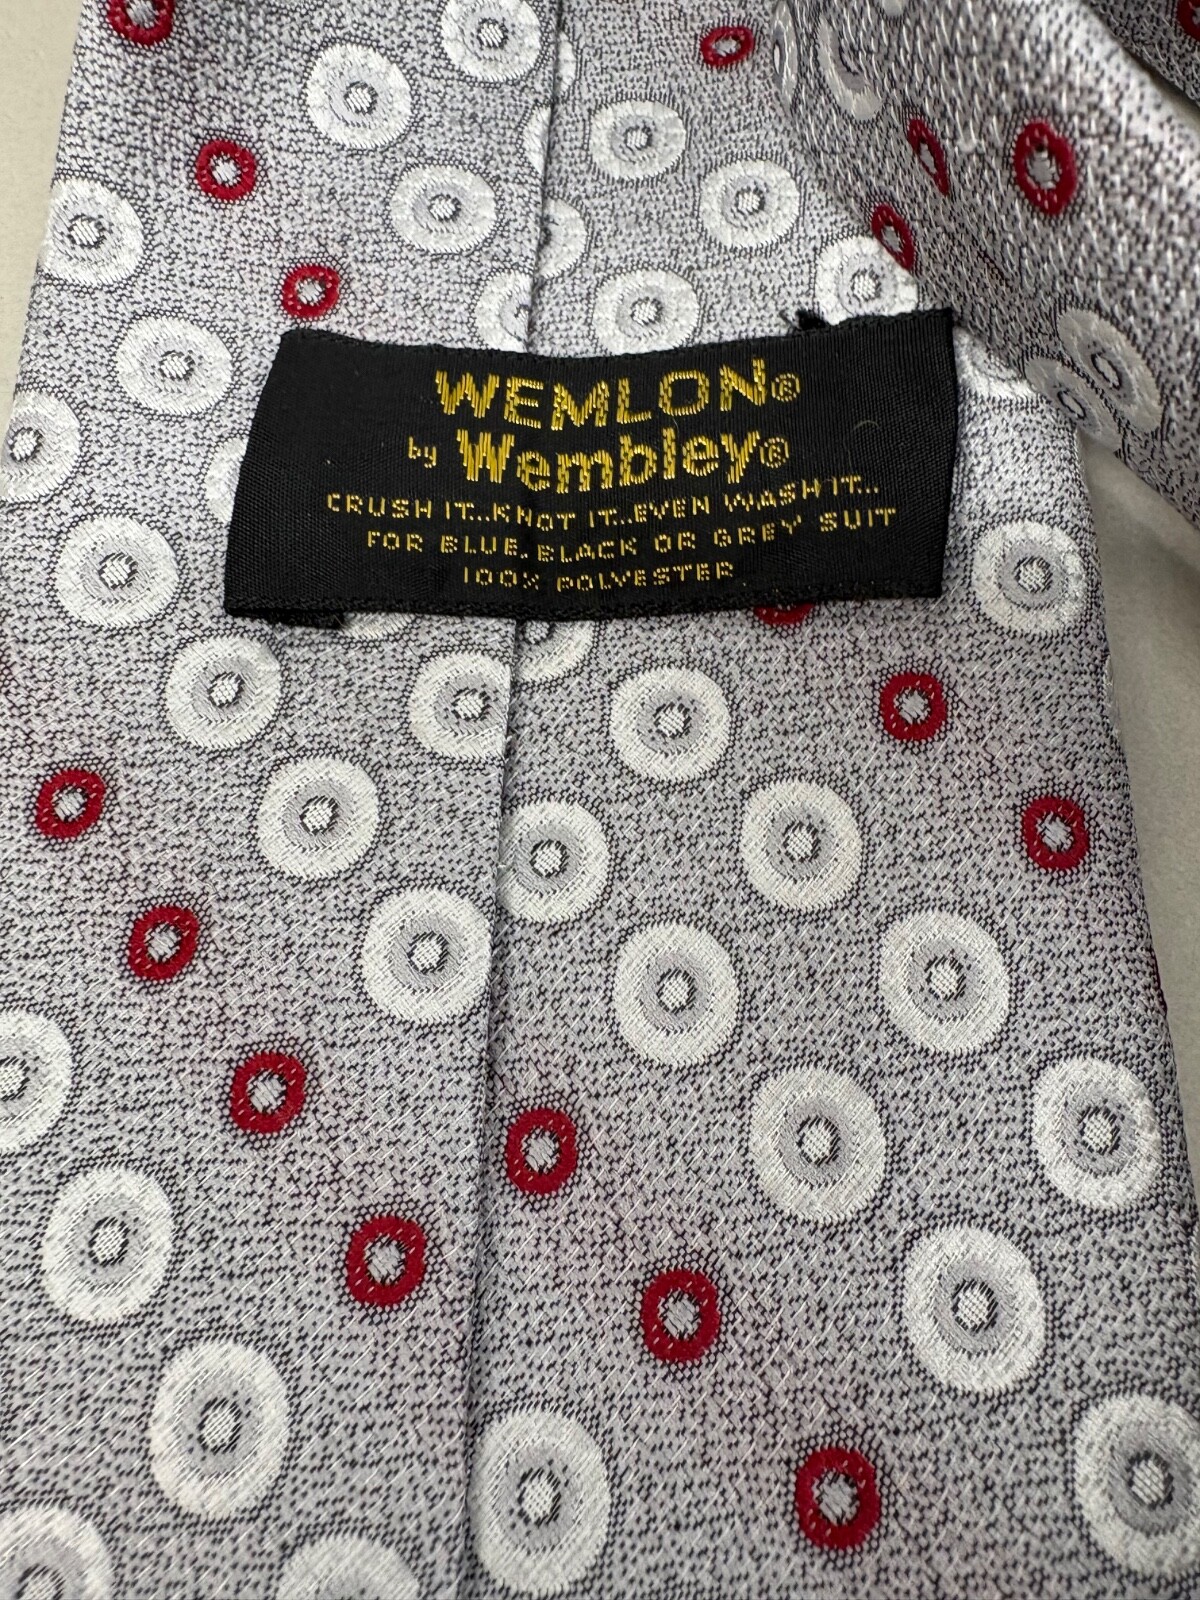 WEMLON®
by Wembley®
CRUSH IT...KNOT IT...EVEN WASH IT...
FOR BLUE, BLACK OR GREY SUIT
100% POLYESTER